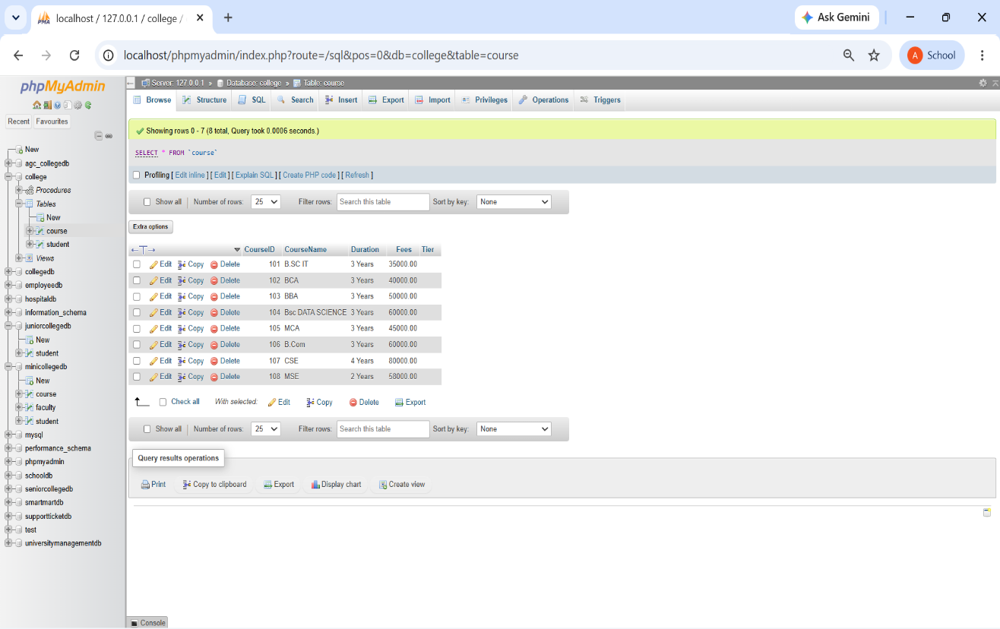 localhost / 127.0.0.1 / college /
Ask Gemini
localhost/phpmyadmin/index.php?route=/sql&pos=0&db=college&table=course
A School
phpMyAdmin
Recent Favourites
New
agc_collegedb
college
Procedures
Tables
New
course
student
Views
collegedb
employeedb
hospitaldb
information_schema
juniorcollegedb
New
student
minicollegedb
New
course
faculty
student
mysql
performance_schema
phpmyadmin
schooldb
seniorcollegedb
smartmartdb
supportticketdb
test
universitymanagementdb
Server: 127.0.0.1 » Database: college » Table: course
Browse Structure SQL Search Insert Export Import Privileges Operations Triggers
Showing rows 0 - 7 (8 total, Query took 0.0006 seconds.)
SELECT * FROM `course`
Profiling [ Edit inline ] [ Edit ] [ Explain SQL ] [ Create PHP code ] [ Refresh ]
Show all Number of rows: 25 Filter rows: Search this table Sort by key: None
Extra options
CourseID CourseName Duration Fees Tier
Edit Copy Delete 101 B.SC IT 3 Years 35000.00
Edit Copy Delete 102 BCA 3 Years 40000.00
Edit Copy Delete 103 BBA 3 Years 50000.00
Edit Copy Delete 104 Bsc DATA SCIENCE 3 Years 60000.00
Edit Copy Delete 105 MCA 3 Years 45000.00
Edit Copy Delete 106 B.Com 3 Years 60000.00
Edit Copy Delete 107 CSE 4 Years 80000.00
Edit Copy Delete 108 MSE 2 Years 58000.00
Check all With selected: Edit Copy Delete Export
Show all Number of rows: 25 Filter rows: Search this table Sort by key: None
Query results operations
Print Copy to clipboard Export Display chart Create view
Console